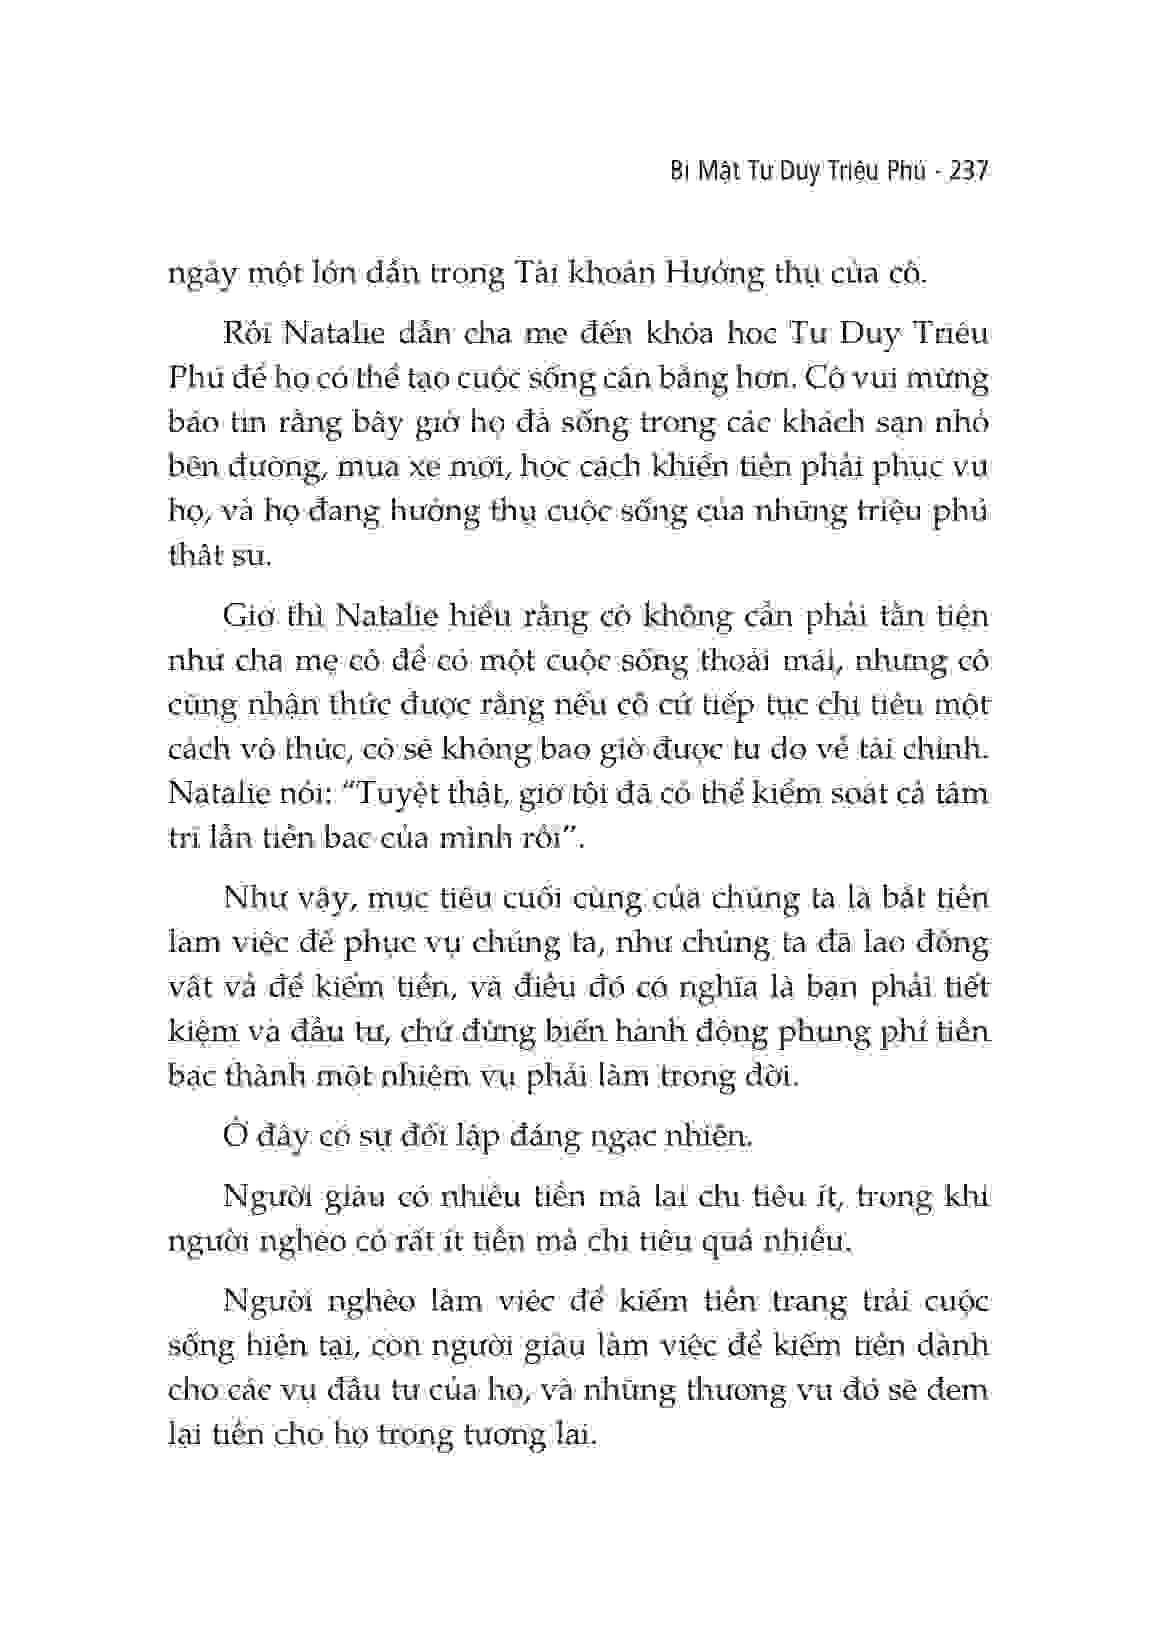 Bí Mật Tư Duy Triệu Phú - 237
ngày một lớn dần trong Tài khoản Hưởng thụ của cô.
Rồi Natalie dẫn cha mẹ đến khóa học Tư Duy Triệu
Phú để họ có thể tạo cuộc sống cân bằng hơn. Cô vui mừng
báo tin rằng bây giờ họ đã sống trong các khách sạn nhỏ
bên đường, mua xe mới, học cách khiến tiền phải phục vụ
họ, và họ đang hưởng thụ cuộc sống của những triệu phú
thật sự.
Giờ thì Natalie hiểu rằng cô không cần phải tằn tiện
như cha mẹ cô để có một cuộc sống thoải mái, nhưng cô
cũng nhận thức được rằng nếu cô cứ tiếp tục chi tiêu một
cách vô thức, cô sẽ không bao giờ được tự do về tài chính.
Natalie nói: “Tuyệt thật, giờ tôi đã có thể kiểm soát cả tâm
trí lẫn tiền bạc của mình rồi”.
Như vậy, mục tiêu cuối cùng của chúng ta là bắt tiền
làm việc để phục vụ chúng ta, như chúng ta đã lao động
vất vả để kiếm tiền, và điều đó có nghĩa là bạn phải tiết
kiệm và đầu tư, chứ đừng biến hành động phung phí tiền
bạc thành một nhiệm vụ phải làm trong đời.
Ở đây có sự đối lập đáng ngạc nhiên.
Người giàu có nhiều tiền mà lại chi tiêu ít, trong khi
người nghèo có rất ít tiền mà chi tiêu quá nhiều.
Người nghèo làm việc để kiếm tiền trang trải cuộc
sống hiện tại, còn người giàu làm việc để kiếm tiền dành
cho các vụ đầu tư của họ, và những thương vụ đó sẽ đem
lại tiền cho họ trong tương lai.